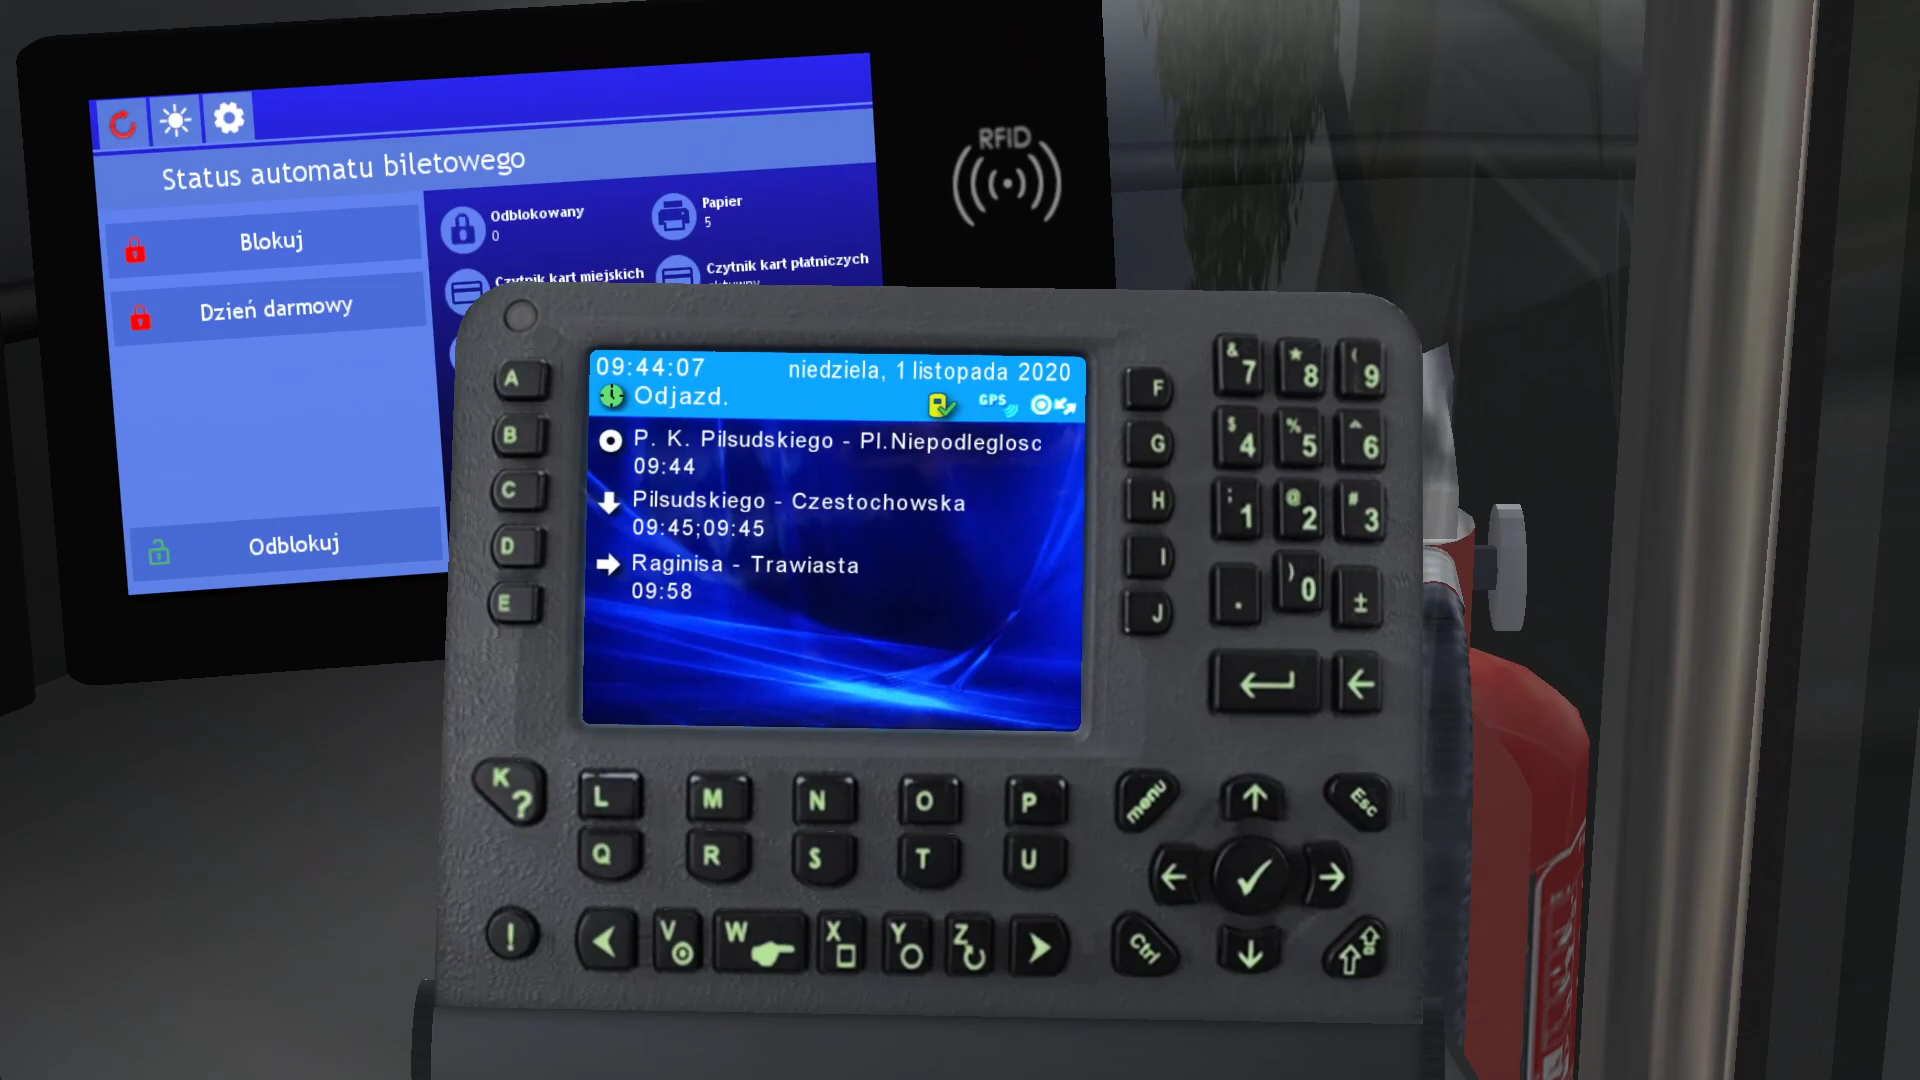 Status automatu biletowego
Blokuj
Dzień darmowy
Odblokuj
Odblokowany
0
Papier
5
Czytnik kart miejskich
Czytnik kart płatniczych
RFID
09:44:07 niedziela, 1 listopada 2020
Odjazd.
GPS
P. K. Pilsudskiego - Pl.Niepodleglosc
09:44
Pilsudskiego - Czestochowska
09:45;09:45
Raginisa - Trawiasta
09:58
A
B
C
D
E
F
G
H
I
J
& 7 * 8 ( 9
$ 4 % 5 ^ 6
; 1 @ 2 # 3
. ) 0 ±
K ?
L M N O P
Q R S T U
! V W X Y Z
menu Esc
Ctrl